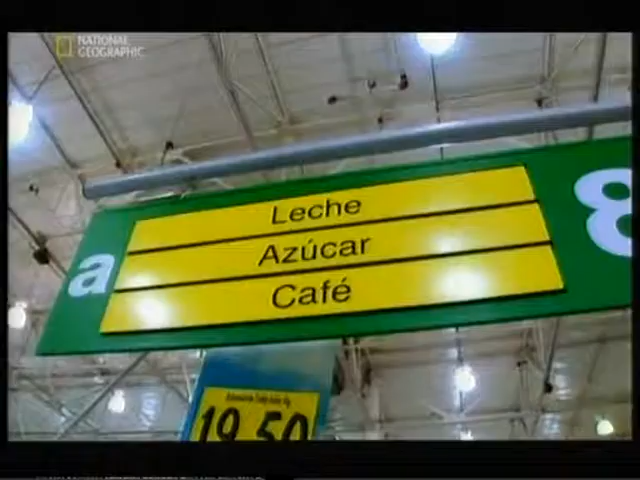 NATIONAL
GEOGRAPHIC
Leche
Azúcar
Café
a
8
19.50